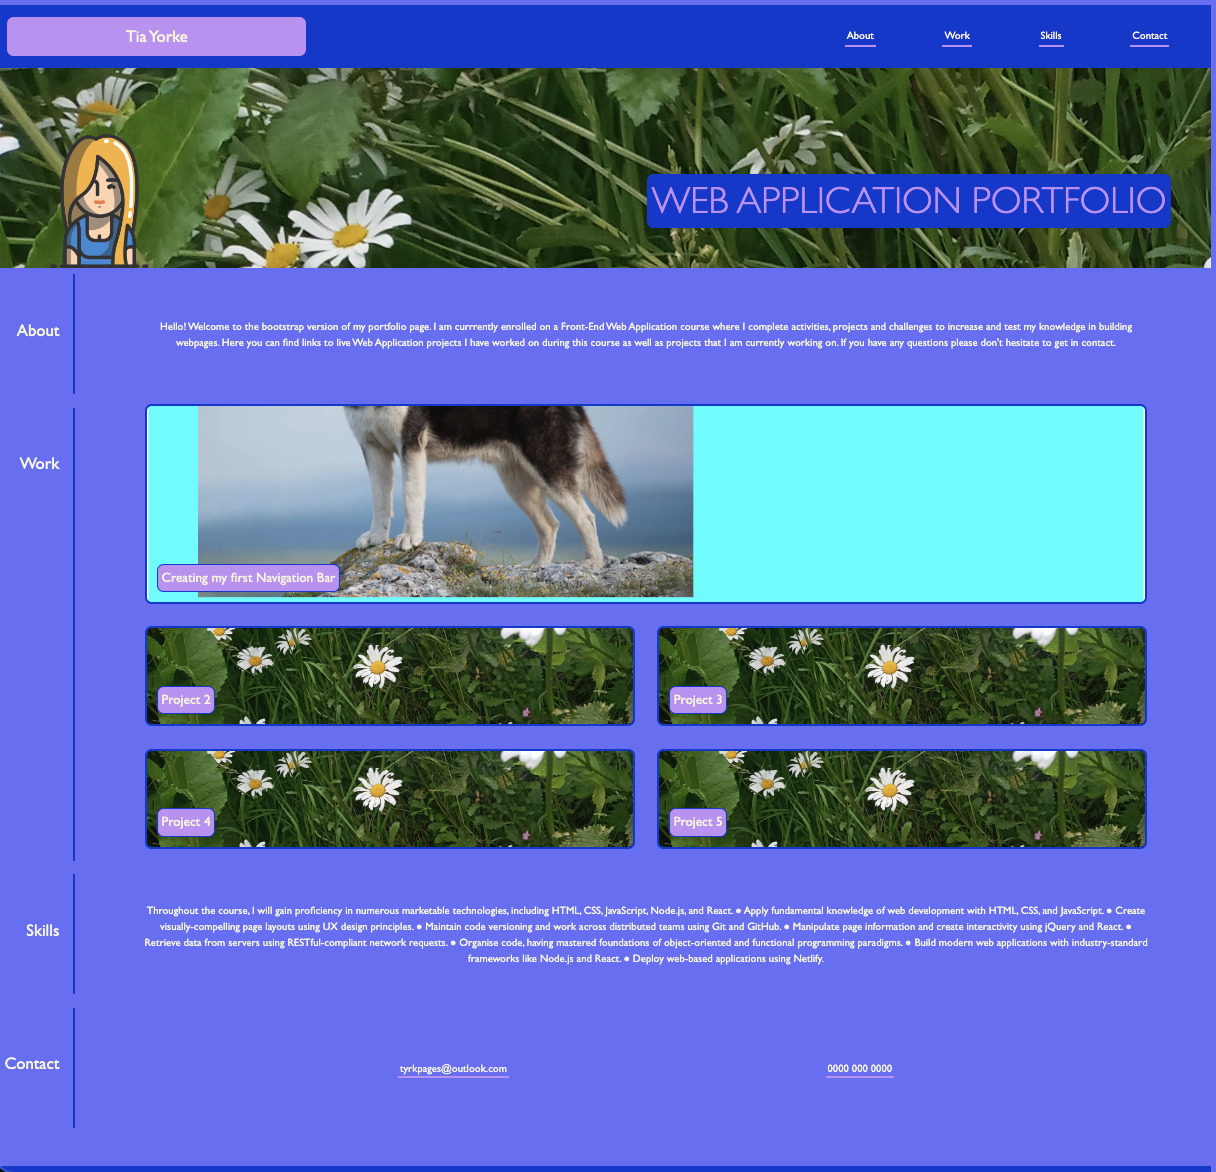 Tia Yorke
About
Work
Skills
Contact
WEB APPLICATION PORTFOLIO
About
Hello! Welcome to the bootstrap version of my portfolio page. I am currrently enrolled on a Front-End Web Application course where I complete activities, projects and challenges to increase and test my knowledge in building
webpages. Here you can find links to live Web Application projects I have worked on during this course as well as projects that I am currently working on. If you have any questions please don't hesitate to get in contact.
Work
Creating my first Navigation Bar
Project 2
Project 3
Project 4
Project 5
Skills
Throughout the course, I will gain proficiency in numerous marketable technologies, including HTML, CSS, JavaScript, Node.js, and React. ● Apply fundamental knowledge of web development with HTML, CSS, and JavaScript. ● Create
visually-compelling page layouts using UX design principles. ● Maintain code versioning and work across distributed teams using Git and GitHub. ● Manipulate page information and create interactivity using jQuery and React. ●
Retrieve data from servers using RESTful-compliant network requests. ● Organise code, having mastered foundations of object-oriented and functional programming paradigms. ● Build modern web applications with industry-standard
frameworks like Node.js and React. ● Deploy web-based applications using Netlify.
Contact
tyrkpages@outlook.com
0000 000 0000